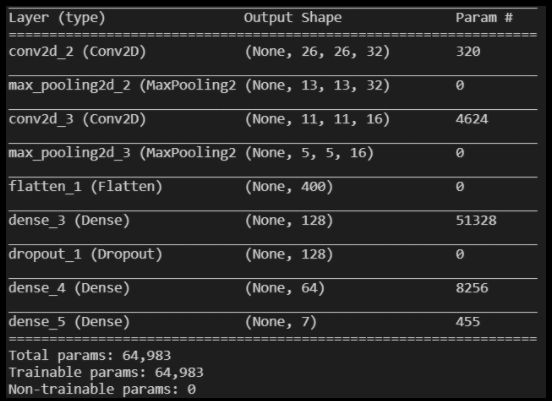 Layer (type) Output Shape Param #
=================================================================
conv2d_2 (Conv2D) (None, 26, 26, 32) 320
_________________________________________________________________
max_pooling2d_2 (MaxPooling2 (None, 13, 13, 32) 0
_________________________________________________________________
conv2d_3 (Conv2D) (None, 11, 11, 16) 4624
_________________________________________________________________
max_pooling2d_3 (MaxPooling2 (None, 5, 5, 16) 0
_________________________________________________________________
flatten_1 (Flatten) (None, 400) 0
_________________________________________________________________
dense_3 (Dense) (None, 128) 51328
_________________________________________________________________
dropout_1 (Dropout) (None, 128) 0
_________________________________________________________________
dense_4 (Dense) (None, 64) 8256
_________________________________________________________________
dense_5 (Dense) (None, 7) 455
=================================================================
Total params: 64,983
Trainable params: 64,983
Non-trainable params: 0